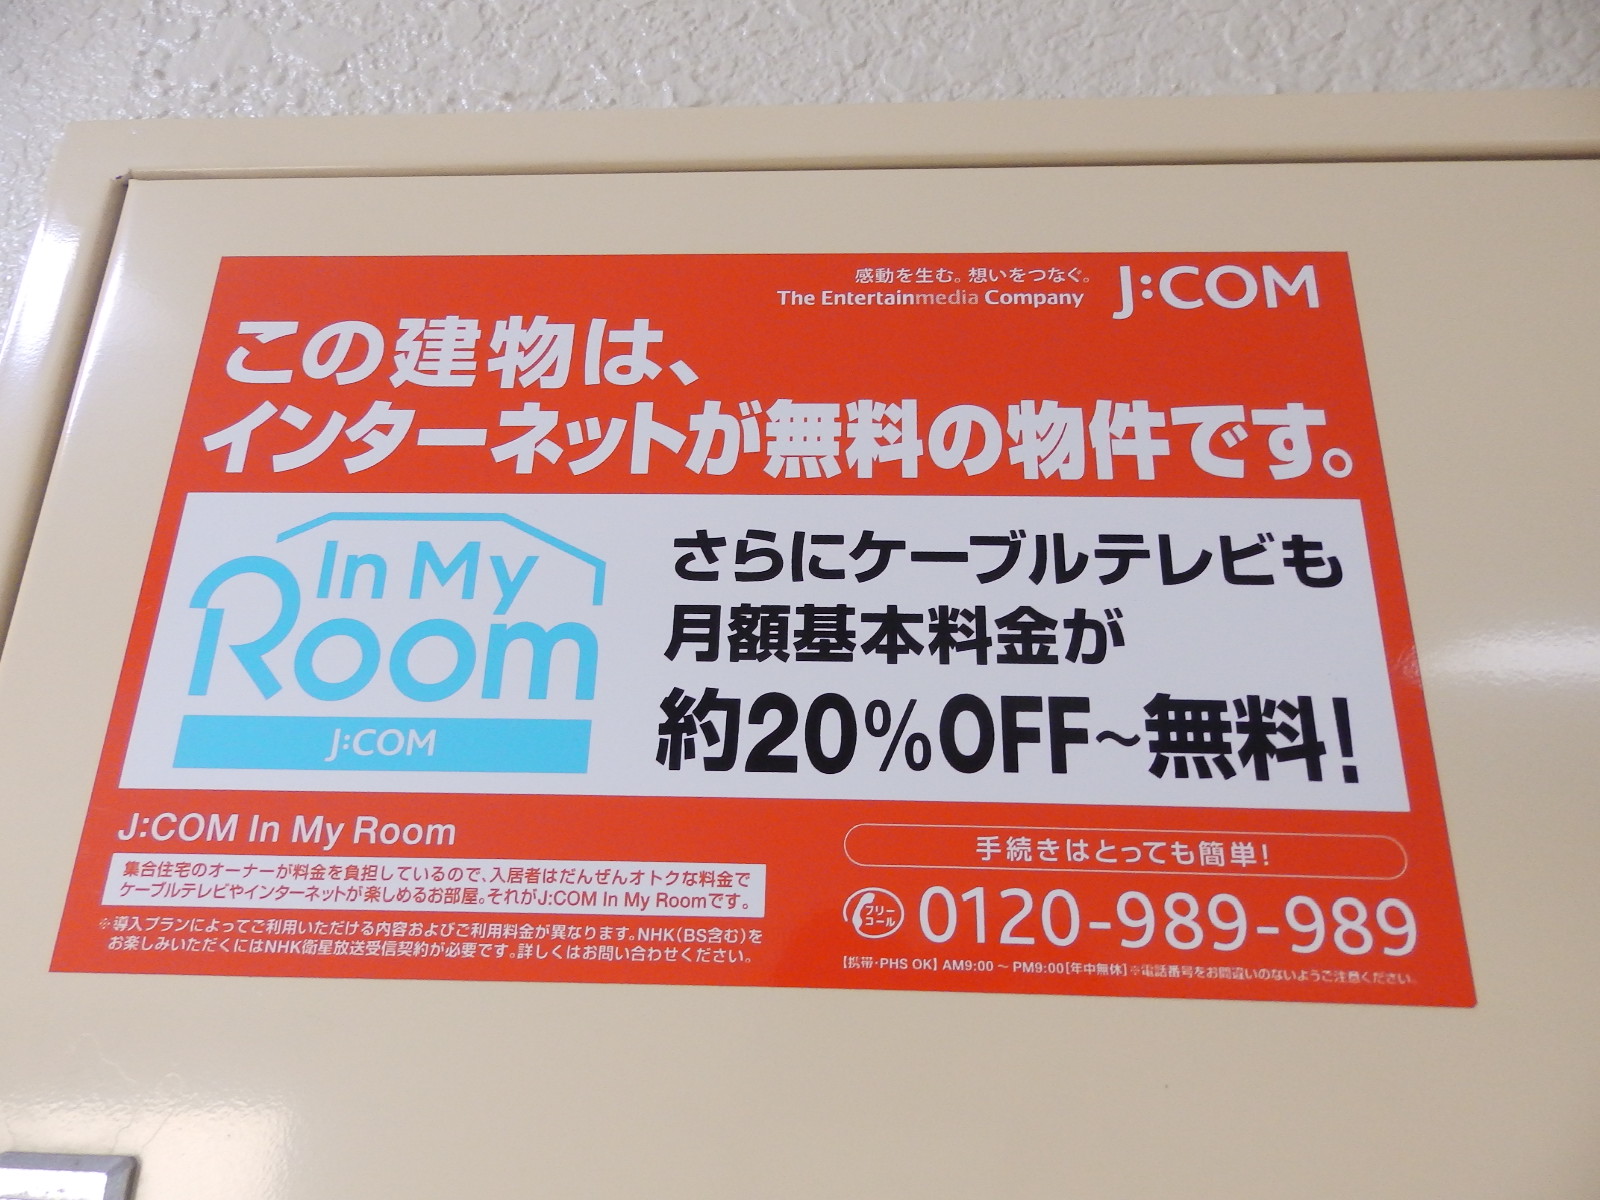 感動を生む。想いをつなぐ。
The Entertainmedia Company
J:COM
この建物は、
インターネットが無料の物件です。
In My
Room
J:COM
さらにケーブルテレビも
月額基本料金が
約20%OFF~無料!
J:COM In My Room
集合住宅のオーナーが料金を負担しているので、入居者はだんぜんオトクな料金で
ケーブルテレビやインターネットが楽しめるお部屋。それがJ:COM In My Roomです。
※導入プランによってご利用いただける内容およびご利用料金が異なります。NHK(BS含む)を
お楽しみいただくにはNHK衛星放送受信契約が必要です。詳しくはお問い合わせください。
手続きはとっても簡単!
フリー
コール
0120-989-989
【携帯・PHS OK】AM9:00~PM9:00[年中無休]※電話番号をお間違いのないようご注意ください。